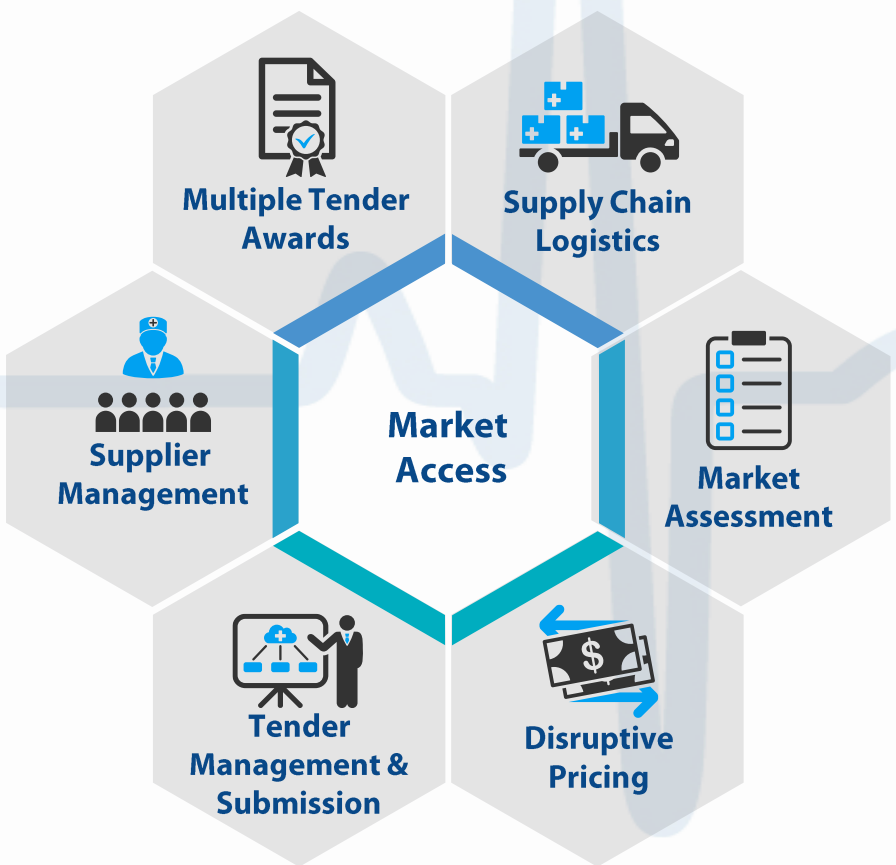 Multiple Tender
Awards
Supply Chain
Logistics
Supplier
Management
Market
Access
Market
Assessment
Tender
Management &
Submission
$
Disruptive
Pricing